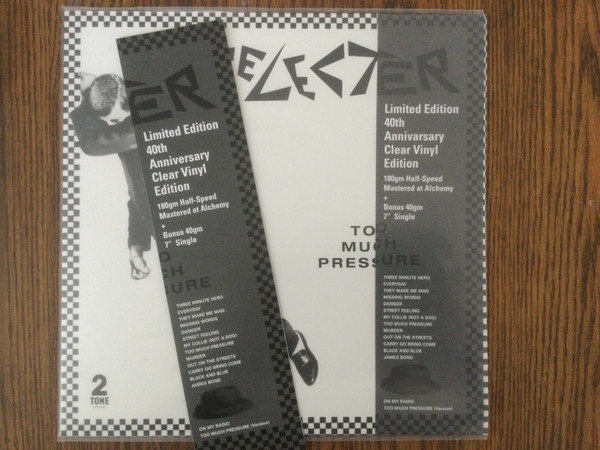 ELECTER
ER
Limited Edition
40th
Anniversary
Clear Vinyl
Edition
180gm Half-Speed
Mastered at Alchemy
+
Bonus 40gm
7" Single
O
CH
URE
THREE MINUTE HERO
EVERYDAY
THEY MAKE ME MAD
MISSING WORDS
DANGER
STREET FEELING
MY COLLIE (NOT A DOG)
TOO MUCH PRESSURE
MURDER
OUT ON THE STREETS
CARRY GO BRING COME
BLACK AND BLUE
JAMES BOND
ON MY RADIO
TOO MUCH PRESSURE (Version)
2
TONE
TOO
MUCH
PRESSURE
Limited Edition
40th
Annivarsary
Clear Vinyl
Edition
180gm Half-Speed
Mastered at Alchemy
+
Bonus 40gm
7" Single
THREE MINUTE HERO
EVERYDAY
THEY MAKE ME MAD
MISSING WORDS
DANGER
STREET FEELING
MY COLLIE (NOT A DOG)
TOO MUCH PRESSURE
MURDER
OUT ON THE STREETS
CARRY GO BRING COME
BLACK AND BLUE
JAMES BOND
ON MY RADIO
TOO MUCH PRESSURE (Version)